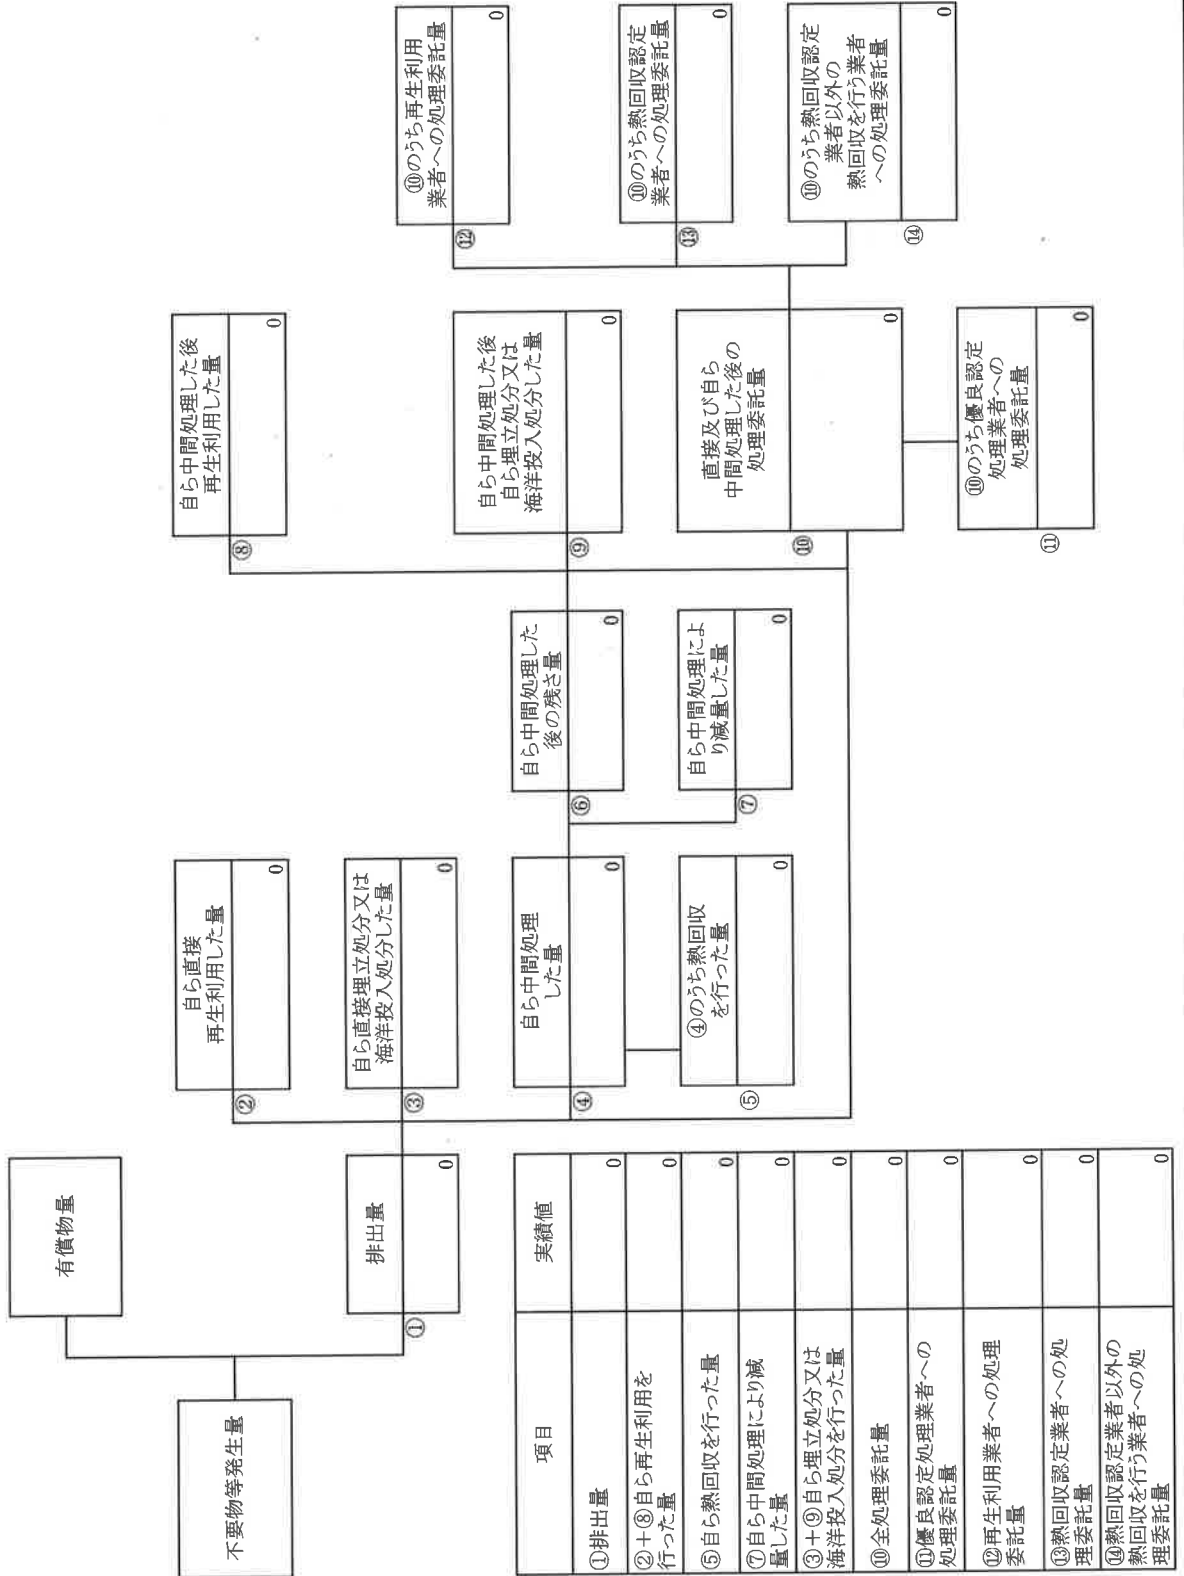 不要物等発生量
有償物量
排出量
①
0
自ら直接
再生利用した量
②
0
自ら直接埋立処分又は
海洋投入処分した量
③
0
自ら中間処理
した量
④
0
④のうち熱回収
を行った量
⑤
0
自ら中間処理した
後の残さ量
⑥
0
自ら中間処理によ
り減量した量
⑦
0
自ら中間処理した後
再生利用した量
⑧
0
自ら中間処理した後
自ら埋立処分又は
海洋投入処分した量
⑨
0
直接及び自ら
中間処理した後の
処理委託量
⑩
0
⑩のうち優良認定
処理業者への
処理委託量
⑪
0
⑩のうち再生利用
業者への処理委託量
⑫
0
⑩のうち熱回収認定
業者への処理委託量
⑬
0
⑩のうち熱回収認定
業者以外の
熱回収を行う業者
への処理委託量
⑭
0
項目 実績値
①排出量 0
②+⑧自ら再生利用を
行った量 0
⑤自ら熱回収を行った量 0
⑦自ら中間処理により減
量した量 0
③+⑨自ら埋立処分又は
海洋投入処分を行った量 0
⑩全処理委託量 0
⑪優良認定処理業者への
処理委託量 0
⑫再生利用業者への処理
委託量 0
⑬熱回収認定業者への処
理委託量 0
⑭熱回収認定業者以外の
熱回収を行う業者への処
理委託量 0